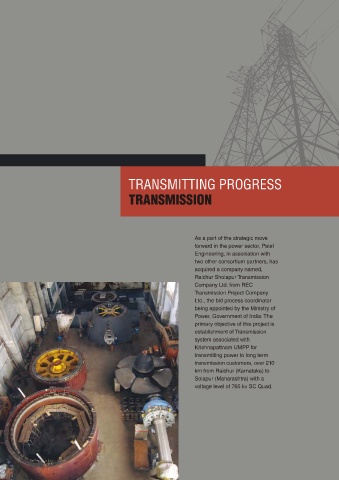 TRANSMITTING PROGRESS
TRANSMISSION
As a part of the strategic move
forward in the power sector, Patel
Engineering, in association with
two other consortium partners, has
acquired a company named,
Raichur Sholapur Transmission
Company Ltd. from REC
Transmission Project Company
Ltd., the bid process coordinator
being appointed by the Ministry of
Power, Government of India. The
primary objective of this project is
establishment of Transmission
system associated with
Krishnapattnam UMPP for
transmitting power to long term
transmission customers, over 210
km from Raichur (Karnataka) to
Solapur (Maharashtra) with a
voltage level of 765 kv SC Quad.